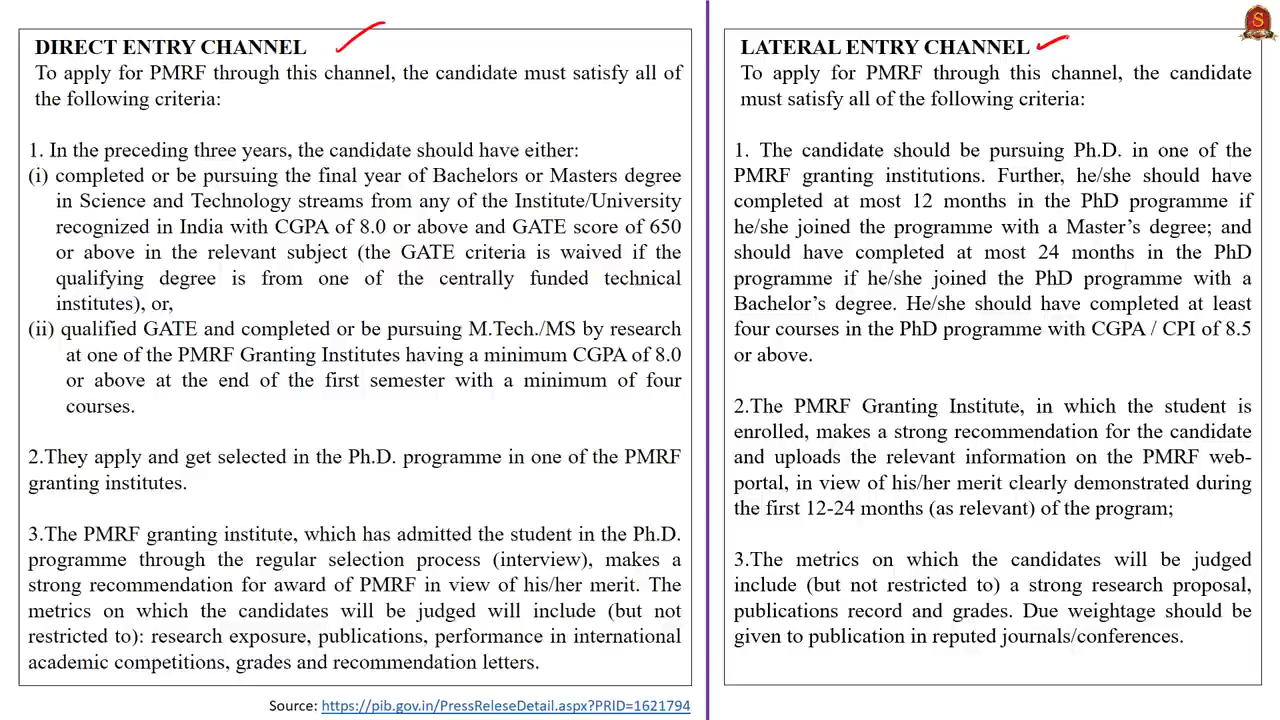 DIRECT ENTRY CHANNEL
To apply for PMRF through this channel, the candidate must satisfy all of
the following criteria:
1. In the preceding three years, the candidate should have either:
(i) completed or be pursuing the final year of Bachelors or Masters degree
in Science and Technology streams from any of the Institute/University
recognized in India with CGPA of 8.0 or above and GATE score of 650
or above in the relevant subject (the GATE criteria is waived if the
qualifying degree is from one of the centrally funded technical
institutes), or,
(ii) qualified GATE and completed or be pursuing M.Tech./MS by research
at one of the PMRF Granting Institutes having a minimum CGPA of 8.0
or above at the end of the first semester with a minimum of four
courses.
2.They apply and get selected in the Ph.D. programme in one of the PMRF
granting institutes.
3.The PMRF granting institute, which has admitted the student in the Ph.D.
programme through the regular selection process (interview), makes a
strong recommendation for award of PMRF in view of his/her merit. The
metrics on which the candidates will be judged will include (but not
restricted to): research exposure, publications, performance in international
academic competitions, grades and recommendation letters.
Source: https://pib.gov.in/PressReleseDetail.aspx?PRID=1621794
LATERAL ENTRY CHANNEL
To apply for PMRF through this channel, the candidate
must satisfy all of the following criteria:
1. The candidate should be pursuing Ph.D. in one of the
PMRF granting institutions. Further, he/she should have
completed at most 12 months in the PhD programme if
he/she joined the programme with a Master's degree; and
should have completed at most 24 months in the PhD
programme if he/she joined the PhD programme with a
Bachelor's degree. He/she should have completed at least
four courses in the PhD programme with CGPA / CPI of 8.5
or above.
2.The PMRF Granting Institute, in which the student is
enrolled, makes a strong recommendation for the candidate
and uploads the relevant information on the PMRF web-
portal, in view of his/her merit clearly demonstrated during
the first 12-24 months (as relevant) of the program;
3.The metrics on which the candidates will be judged
include (but not restricted to) a strong research proposal,
publications record and grades. Due weightage should be
given to publication in reputed journals/conferences.
S